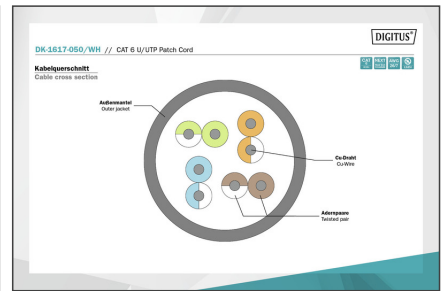 DIGITUS®
DK-1617-050/WH // CAT 6 U/UTP Patch Cord
Kabelquerschnitt
Cable cross section
Außenmantel
Outer jacket
Cu-Draht
Cu-Wire
Adernpaare
Twisted pair